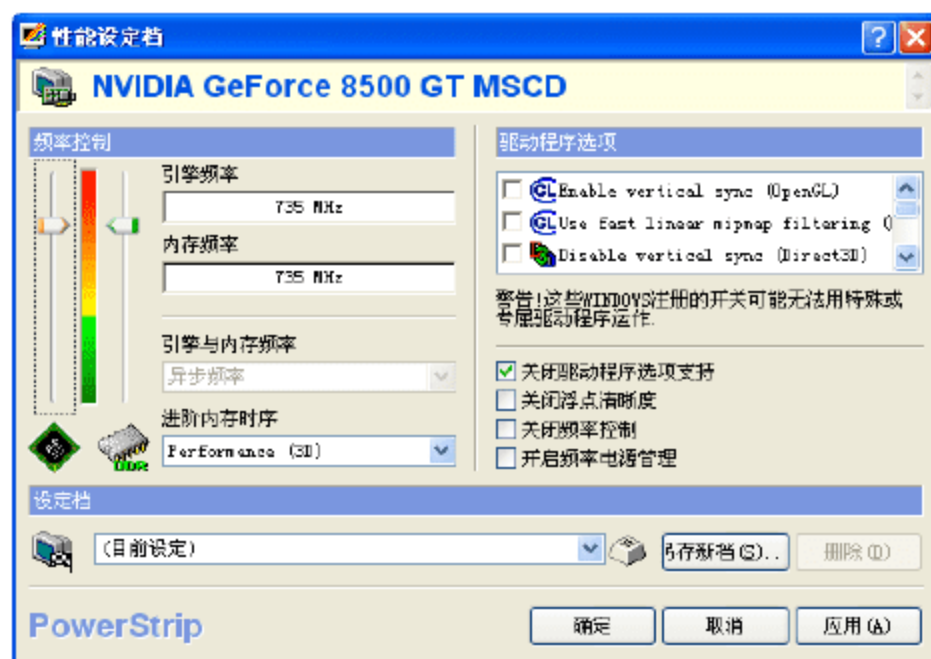 性能设定档
NVIDIA GeForce 8500 GT MSCD
频率控制
引擎频率
735 MHz
内存频率
735 MHz
引擎与内存频率
异步频率
进阶内存时序
Performance (3D)
DDR
驱动程序选项
GL Enable vertical sync (OpenGL)
GL Use fast linear mipmap filtering (
Disable vertical sync (Direct3D)
警告!这些WINDOWS注册的开关可能无法用特殊或
专属驱动程序运作.
关闭驱动程序选项支持
关闭浮点清晰度
关闭频率控制
开启频率电源管理
设定档
(目前设定)
另存新档(S)..
删除(D)
PowerStrip
确定
取消
应用(A)